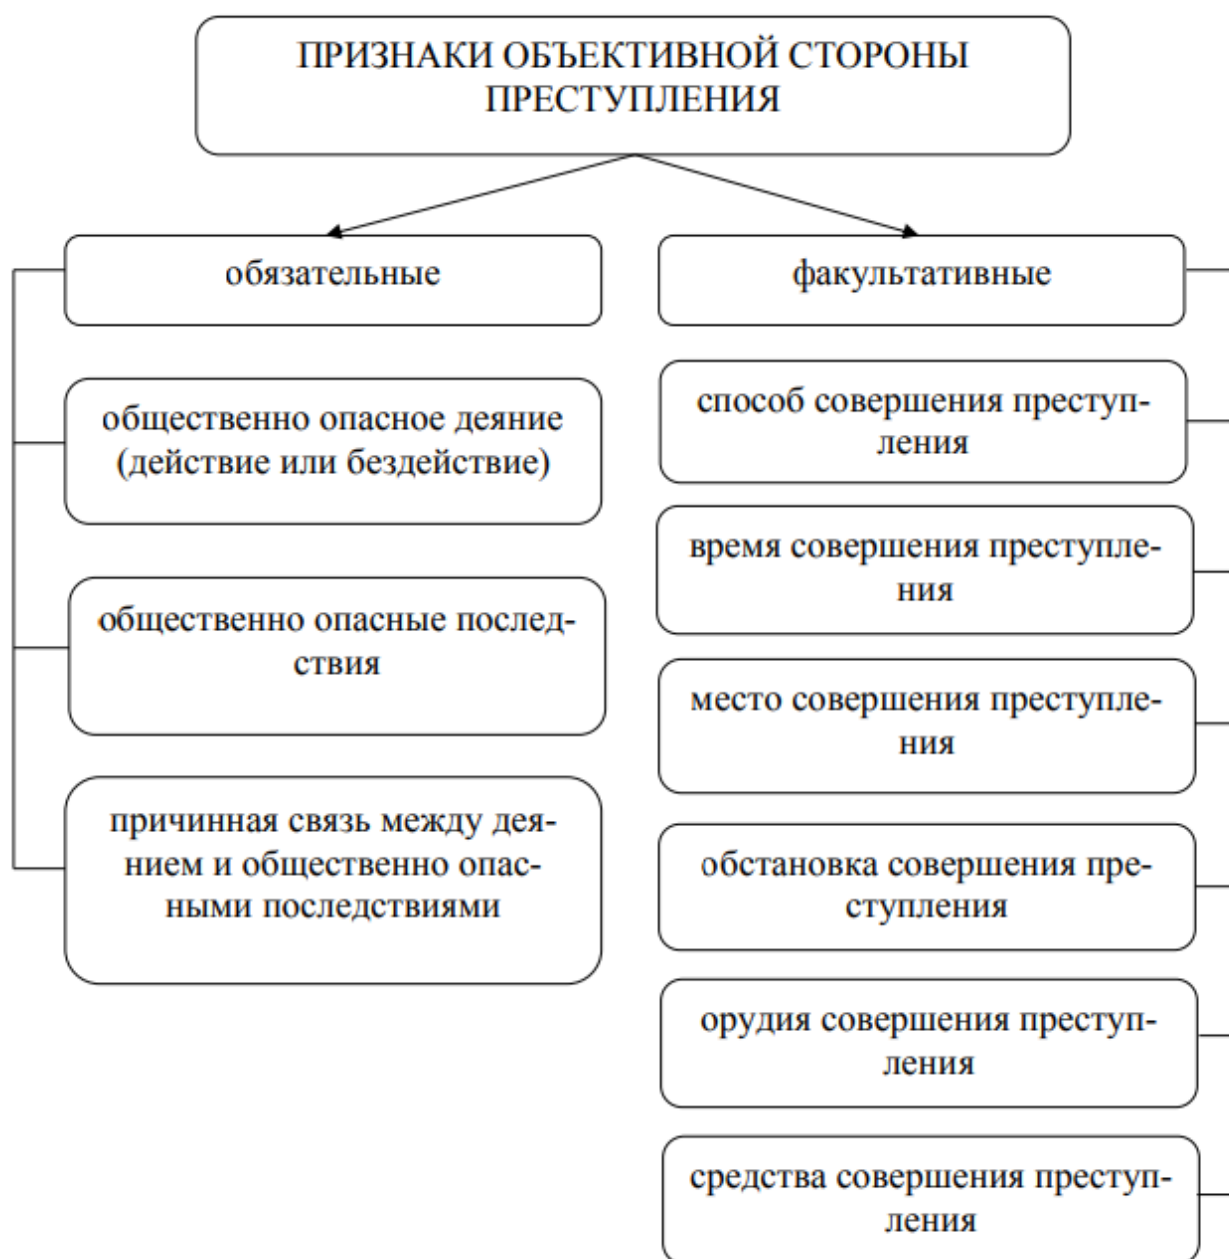 ПРИЗНАКИ ОБЪЕКТИВНОЙ СТОРОНЫ
ПРЕСТУПЛЕНИЯ
обязательные
общественно опасное деяние
(действие или бездействие)
общественно опасные послед-
ствия
причинная связь между дея-
нием и общественно опас-
ными последствиями
факультативные
способ совершения преступ-
ления
время совершения преступле-
ния
место совершения преступле-
ния
обстановка совершения пре-
ступления
орудия совершения преступ-
ления
средства совершения преступ-
ления